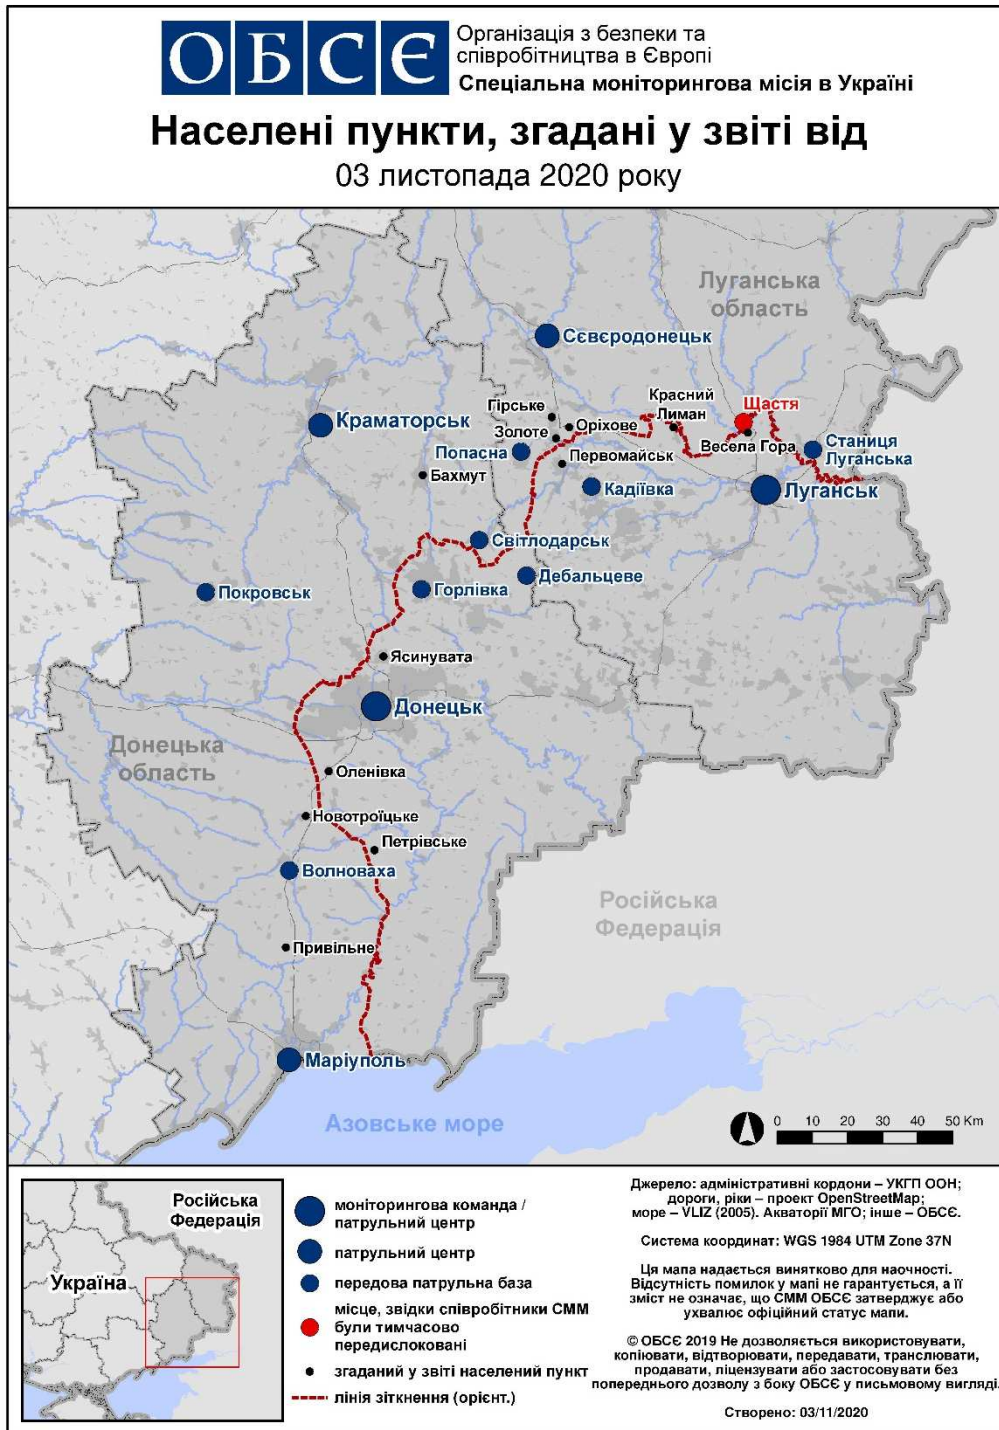 ОБСЄ
Організація з безпеки та
співробітництва в Європі
Спеціальна моніторингова місія в Україні
Населені пункти, згадані у звіті від
03 листопада 2020 року
Луганська
область
Сєвєродонецьк
Гірське
Красний
Лиман
Щастя
Краматорськ
Оріхове
Золоте
Весела Гора
Станиця
Луганська
Попасна
Первомайськ
Бахмут
Кадіївка
Луганськ
Світлодарськ
Дебальцеве
Покровськ
Горлівка
Ясинувата
Донецьк
Донецька
область
Оленівка
Новотроїцьке
Петрівське
Волноваха
Російська
Федерація
Привільне
Маріуполь
Азовське море
0 10 20 30 40 50 Km
Російська
Федерація
Україна
моніторингова команда /
патрульний центр
патрульний центр
передова патрульна база
місце, звідки співробітники СММ
були тимчасово
передислоковані
згаданий у звіті населений пункт
лінія зіткнення (орієнт.)
Джерело: адміністративні кордони – УКГП ООН;
дороги, ріки – проект OpenStreetMap;
море – VLIZ (2005). Акваторії МГО; інше – ОБСЄ.
Система координат: WGS 1984 UTM Zone 37N
Ця мапа надається винятково для наочності.
Відсутність помилок у мапі не гарантується, а її
зміст не означає, що СММ ОБСЄ затверджує або
ухвалює офіційний статус мапи.
© ОБСЄ 2019 Не дозволяється використовувати,
копіювати, відтворювати, передавати, транслювати,
продавати, ліцензувати або застосовувати без
попереднього дозволу з боку ОБСЄ у письмовому вигляді.
Створено: 03/11/2020